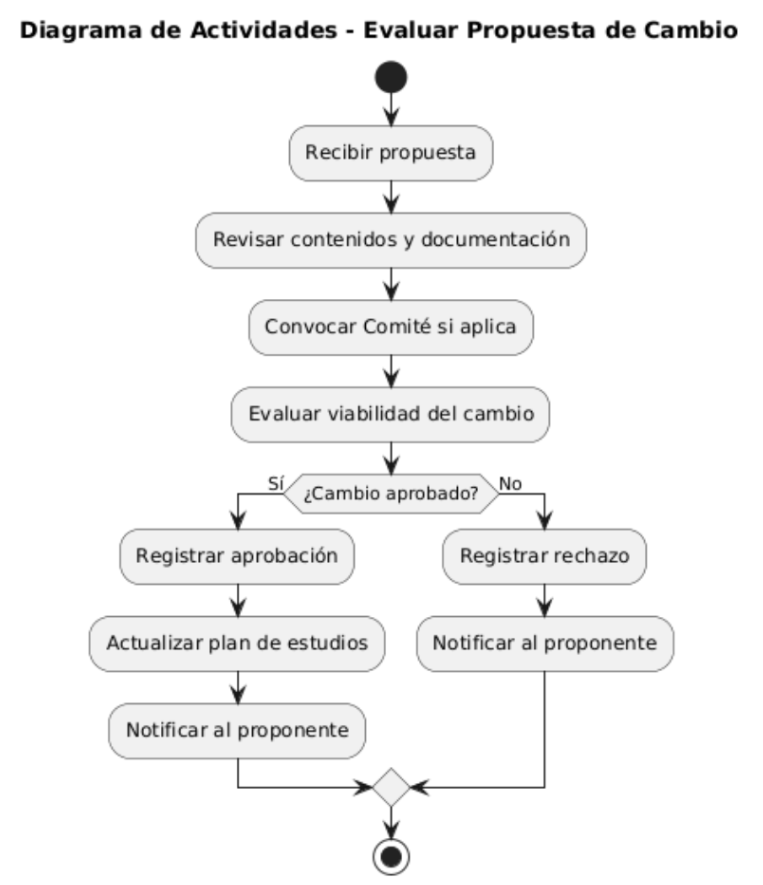 Diagrama de Actividades - Evaluar Propuesta de Cambio
Recibir propuesta
Revisar contenidos y documentación
Convocar Comité si aplica
Evaluar viabilidad del cambio
Sí
¿Cambio aprobado?
No
Registrar aprobación
Registrar rechazo
Actualizar plan de estudios
Notificar al proponente
Notificar al proponente